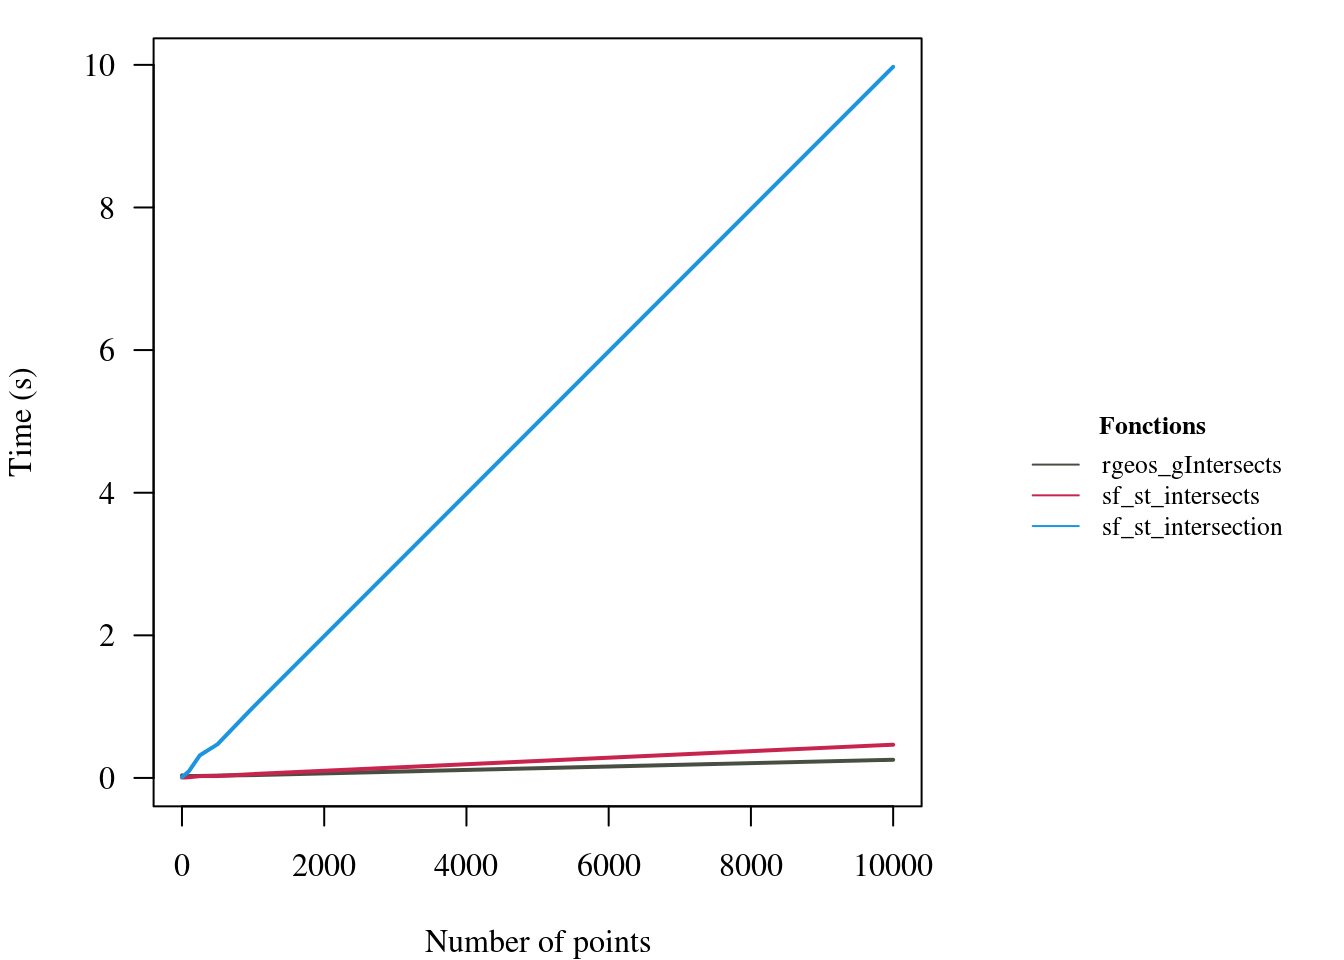 10
8
6
4
2
0
Time (s)
0 2000 4000 6000 8000 10000
Number of points
Fonctions
rgeos_gIntersects
sf_st_intersects
sf_st_intersection